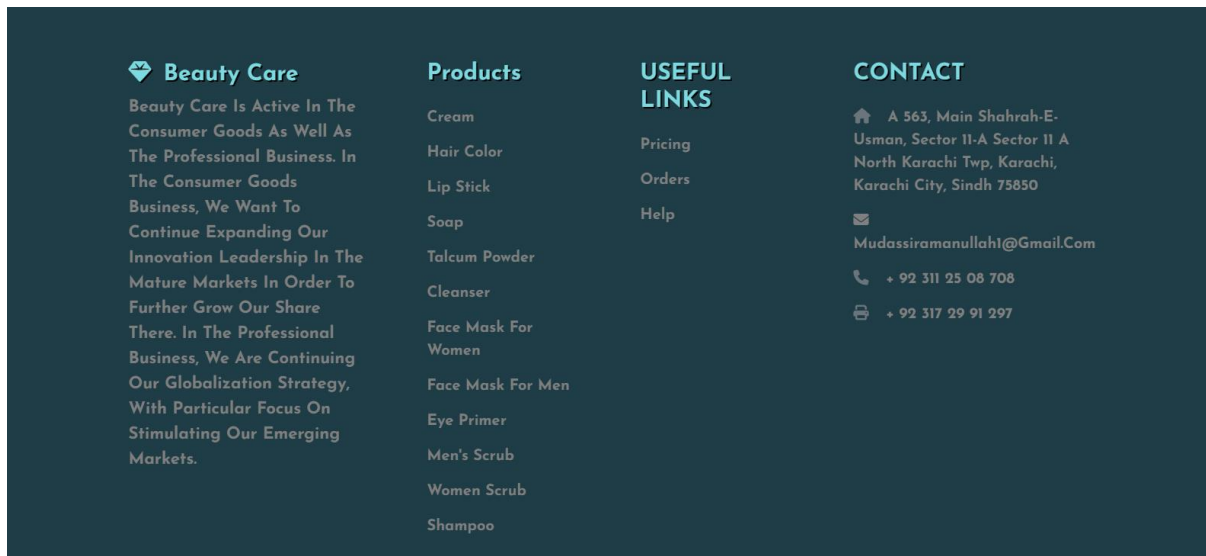 Beauty Care
Beauty Care Is Active In The
Consumer Goods As Well As
The Professional Business. In
The Consumer Goods
Business, We Want To
Continue Expanding Our
Innovation Leadership In The
Mature Markets In Order To
Further Grow Our Share
There. In The Professional
Business, We Are Continuing
Our Globalization Strategy,
With Particular Focus On
Stimulating Our Emerging
Markets.
Products
Cream
Hair Color
Lip Stick
Soap
Talcum Powder
Cleanser
Face Mask For
Women
Face Mask For Men
Eye Primer
Men's Scrub
Women Scrub
Shampoo
USEFUL
LINKS
Pricing
Orders
Help
CONTACT
A 563, Main Shahrah-E-
Usman, Sector 11-A Sector 11 A
North Karachi Twp, Karachi,
Karachi City, Sindh 75850
Mudassiramanullah1@Gmail.Com
+ 92 311 25 08 708
+ 92 317 29 91 297